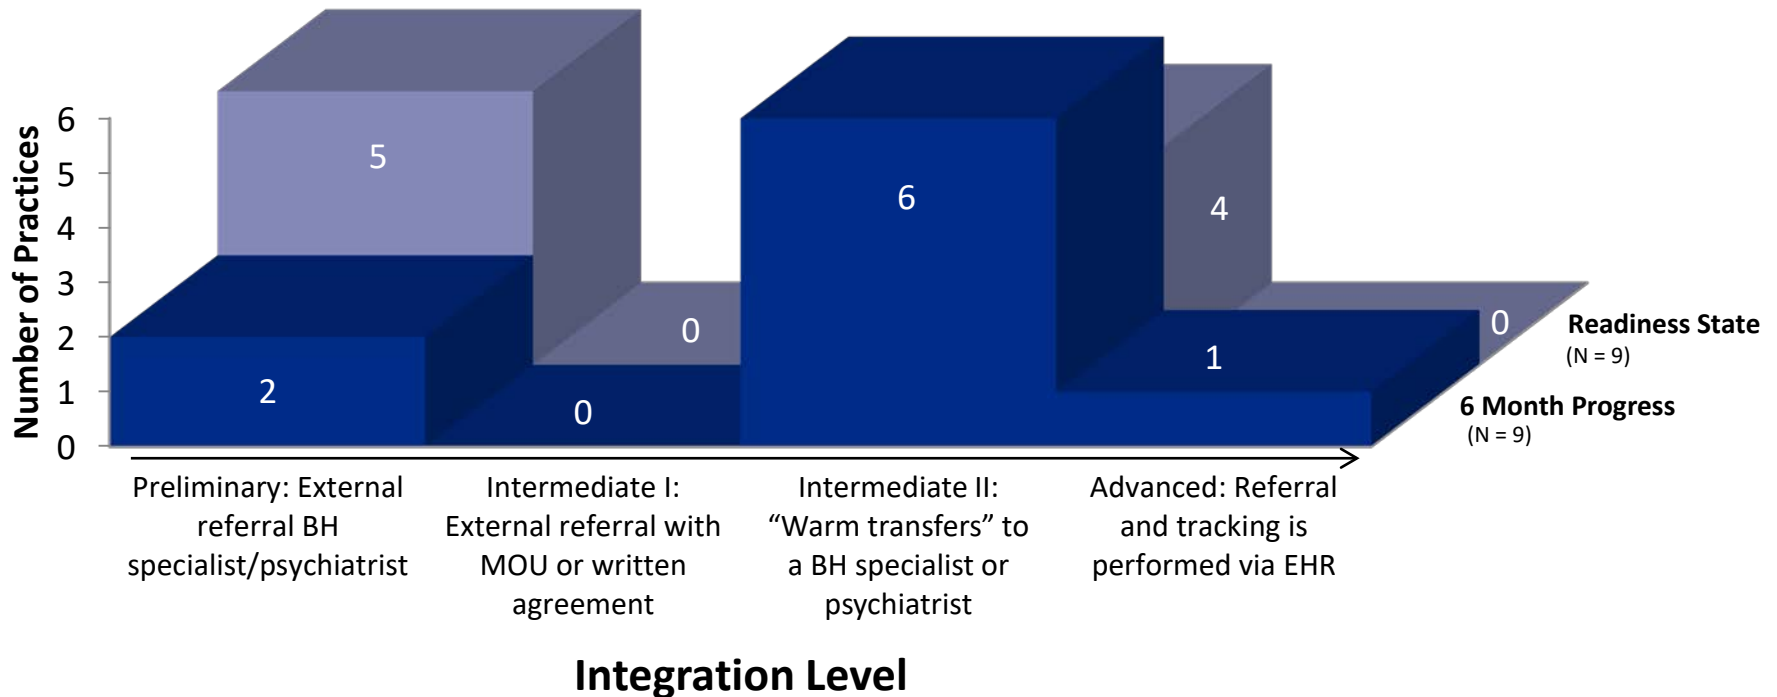 Number of Practices
6
5
4
3
2
1
0
5
0
4
0
2
0
6
1
Readiness State
(N = 9)
6 Month Progress
(N = 9)
Preliminary: External
referral BH
specialist/psychiatrist
Intermediate I:
External referral with
MOU or written
agreement
Intermediate II:
“Warm transfers” to
a BH specialist or
psychiatrist
Advanced: Referral
and tracking is
performed via EHR
Integration Level